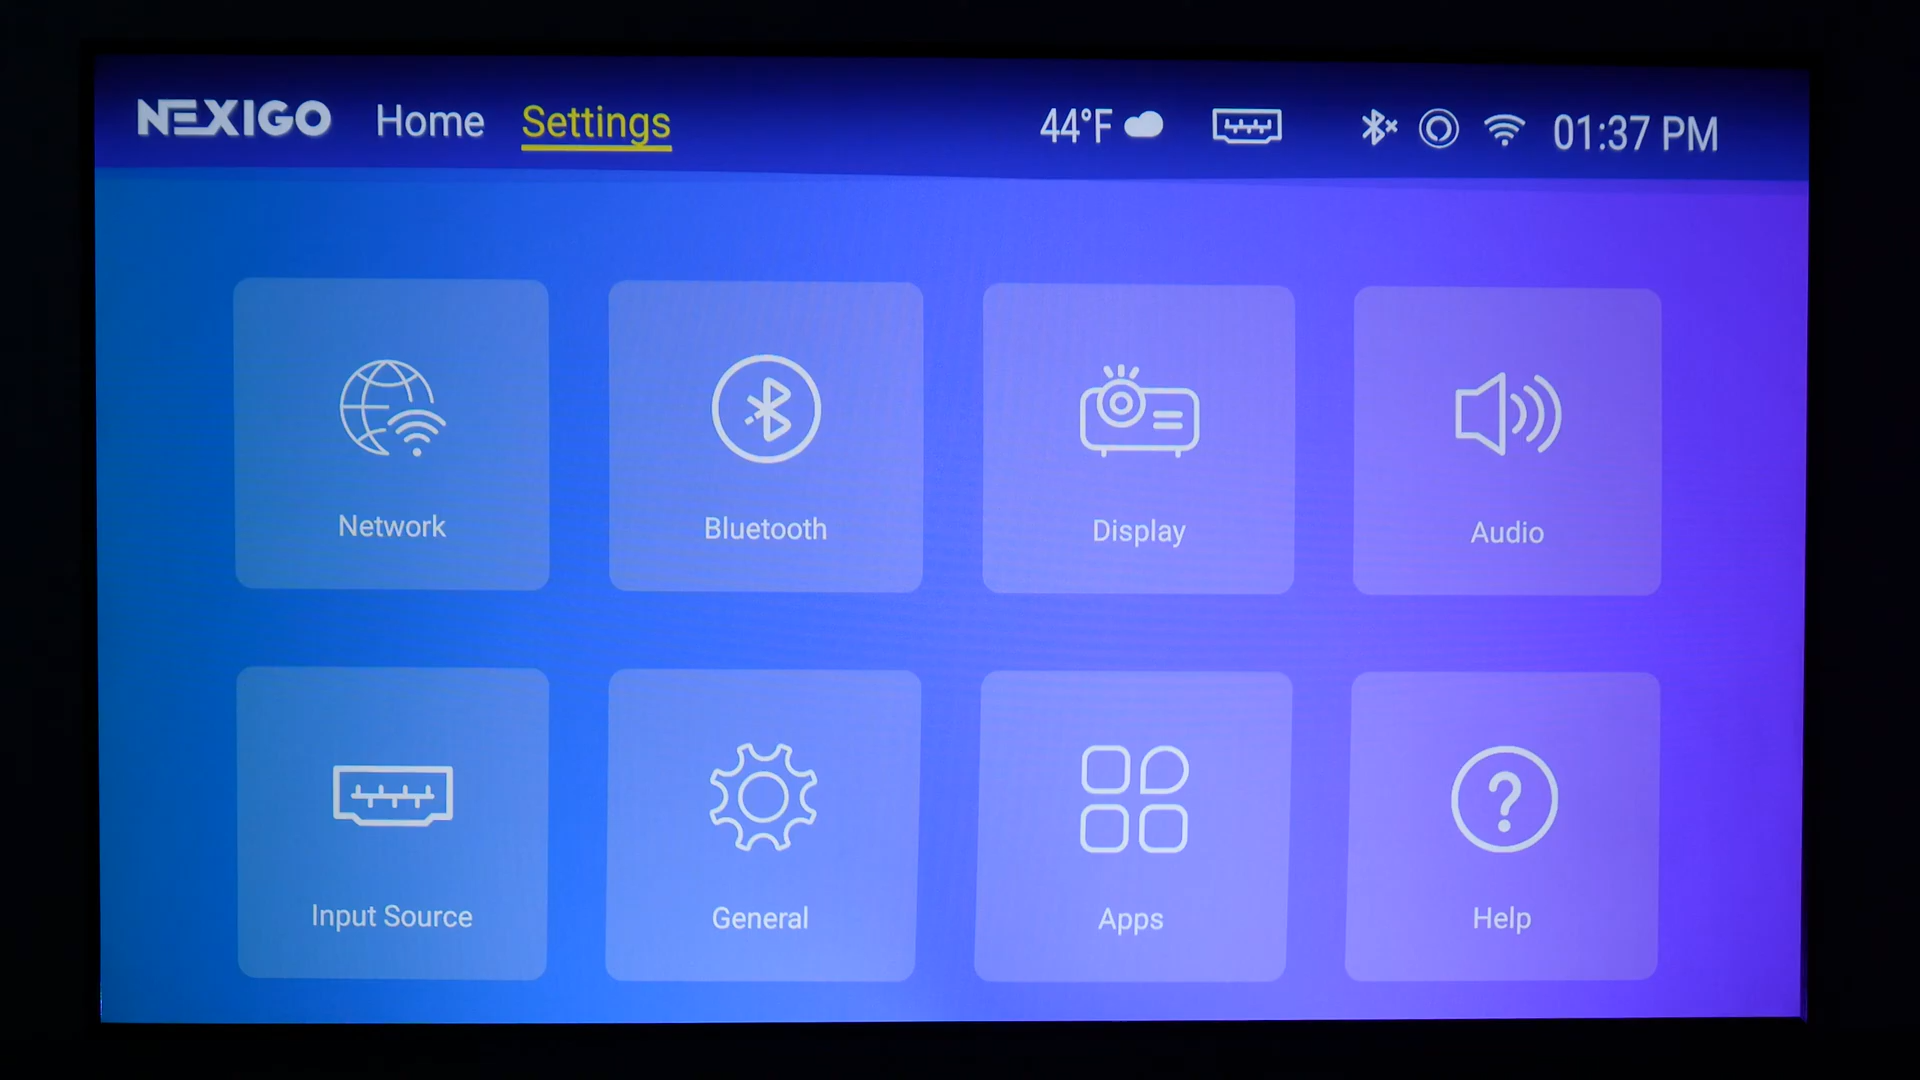 NEXIGO Home Settings 44°F 01:37 PM
Network Bluetooth Display Audio
Input Source General Apps Help